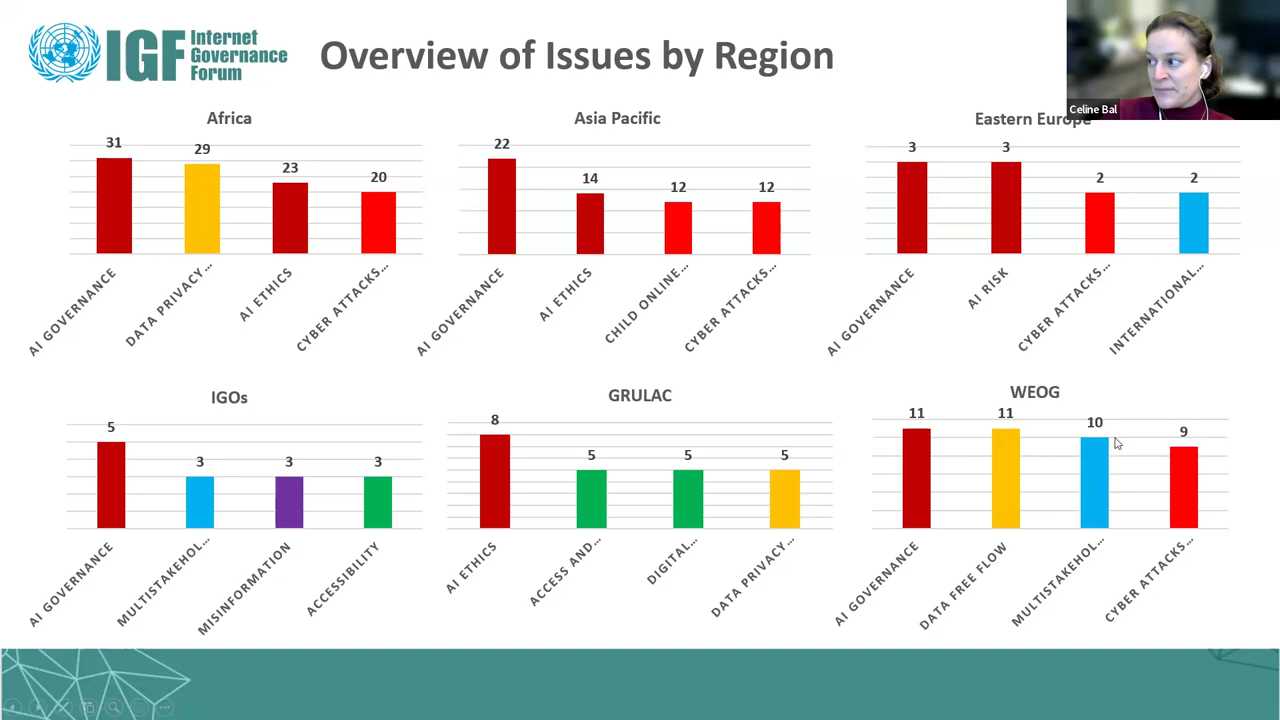 IGF Internet
Governance
Forum
Overview of Issues by Region
Celine Bal
Africa
31
29
23
20
AI GOVERNANCE
DATA PRIVACY...
AI ETHICS
CYBER ATTACKS...
Asia Pacific
22
14
12
12
AI GOVERNANCE
AI ETHICS
CHILD ONLINE...
CYBER ATTACKS...
Eastern Europe
3
3
2
2
AI GOVERNANCE
AI RISK
CYBER ATTACKS...
INTERNATIONAL...
IGOs
5
3
3
3
AI GOVERNANCE
MULTISTAKEHOL...
MISINFORMATION
ACCESSIBILITY
GRULAC
8
5
5
5
AI ETHICS
ACCESS AND...
DIGITAL...
DATA PRIVACY...
WEOG
11
11
10
9
AI GOVERNANCE
DATA FREE FLOW
MULTISTAKEHOL...
CYBER ATTACKS...